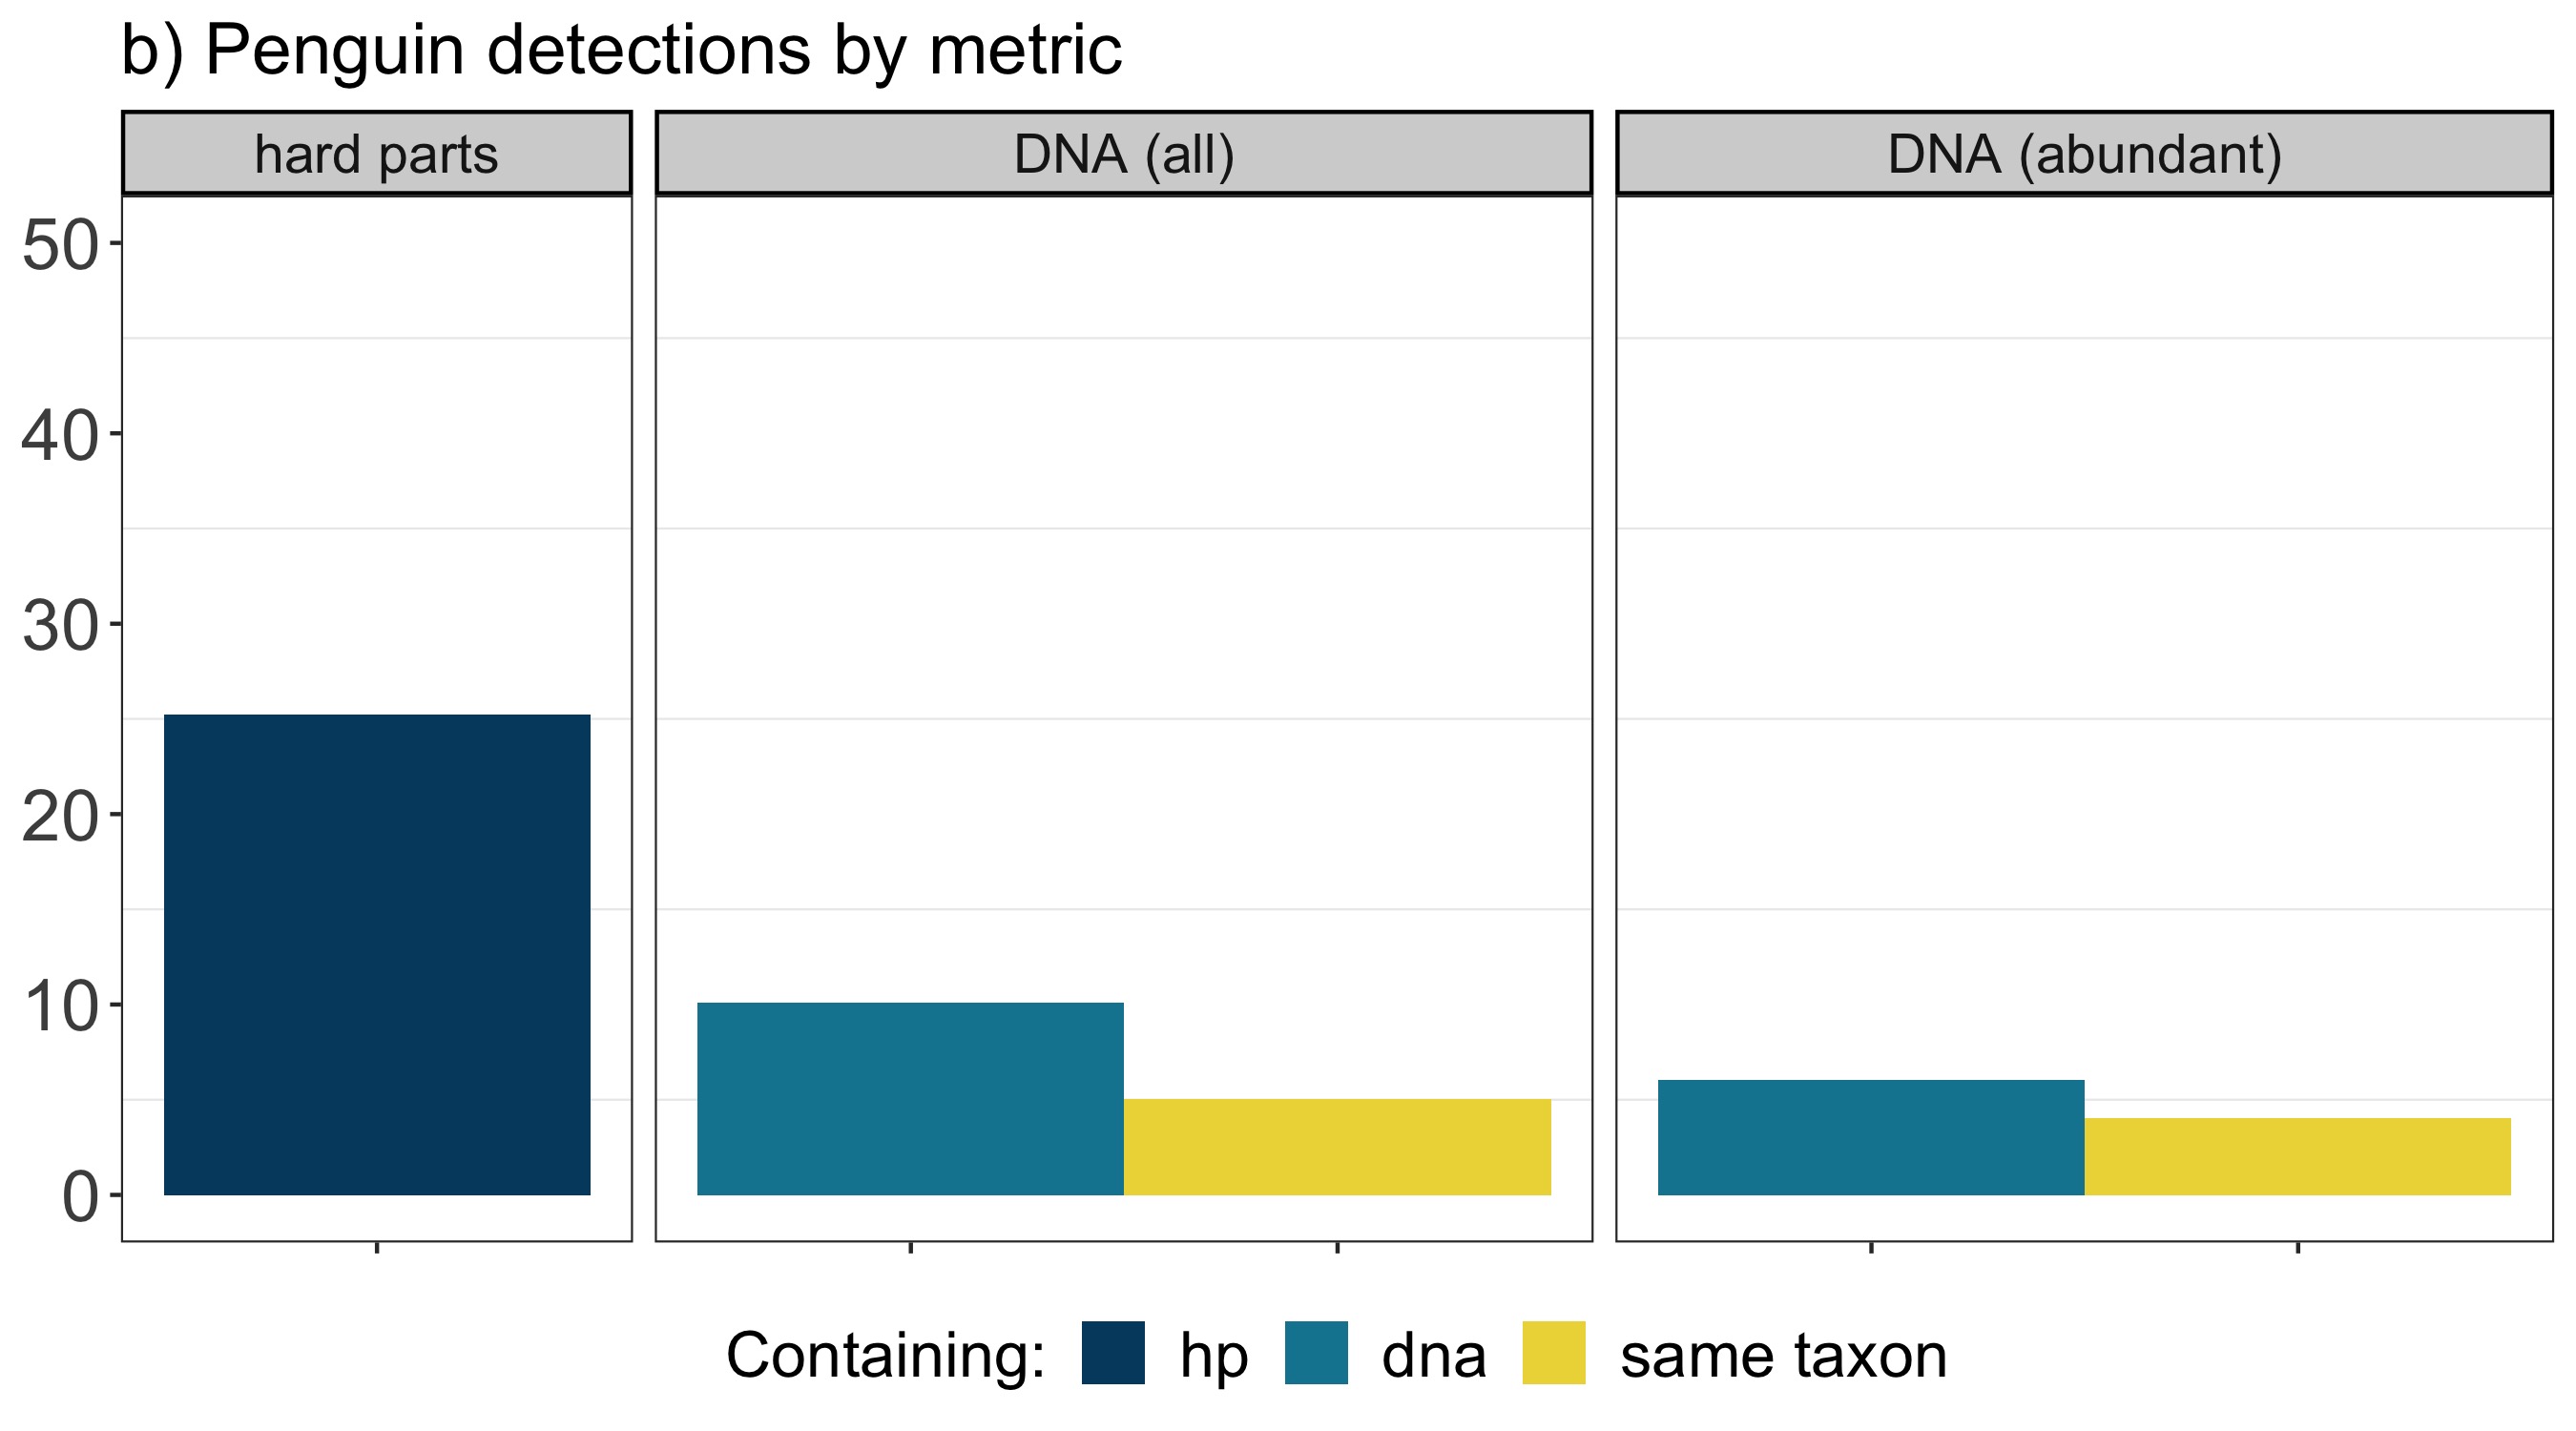 b) Penguin detections by metric
hard parts
DNA (all)
DNA (abundant)
50
40
30
20
10
0
Containing: hp dna same taxon